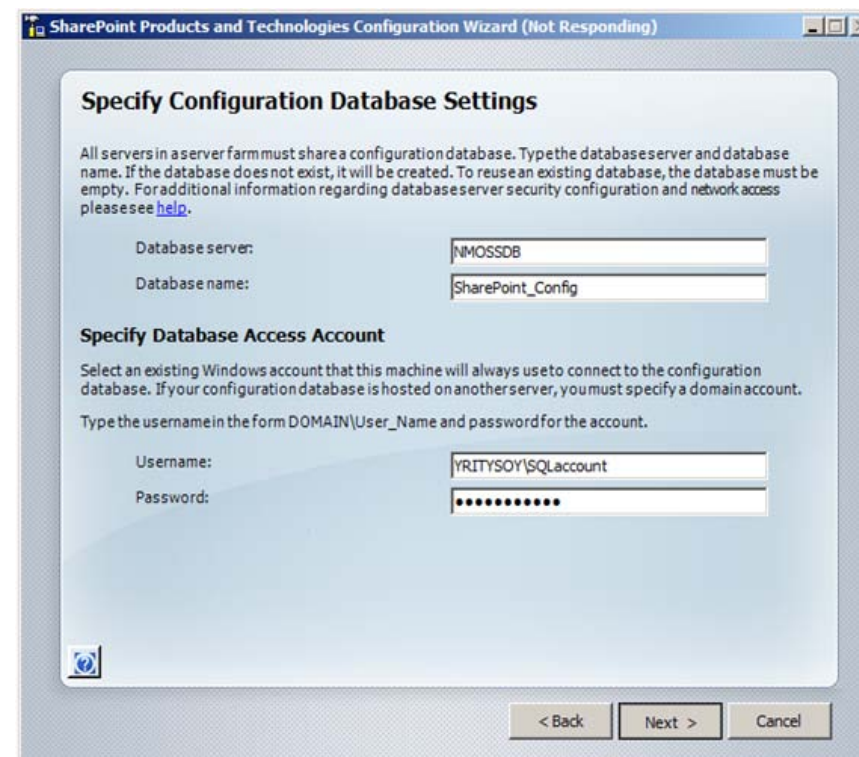 SharePoint Products and Technologies Configuration Wizard (Not Responding)
Specify Configuration Database Settings
All servers in a server farm must share a configuration database. Type the database server and database
name. If the database does not exist, it will be created. To reuse an existing database, the database must be
empty. For additional information regarding database server security configuration and network access
please see help.
Database server: NMOSSDB
Database name: SharePoint_Config
Specify Database Access Account
Select an existing Windows account that this machine will always use to connect to the configuration
database. If your configuration database is hosted on another server, you must specify a domain account.
Type the username in the form DOMAIN\User_Name and password for the account.
Username: YRITYSOY\SQLaccount
Password: ●●●●●●●●●●●
< Back Next > Cancel